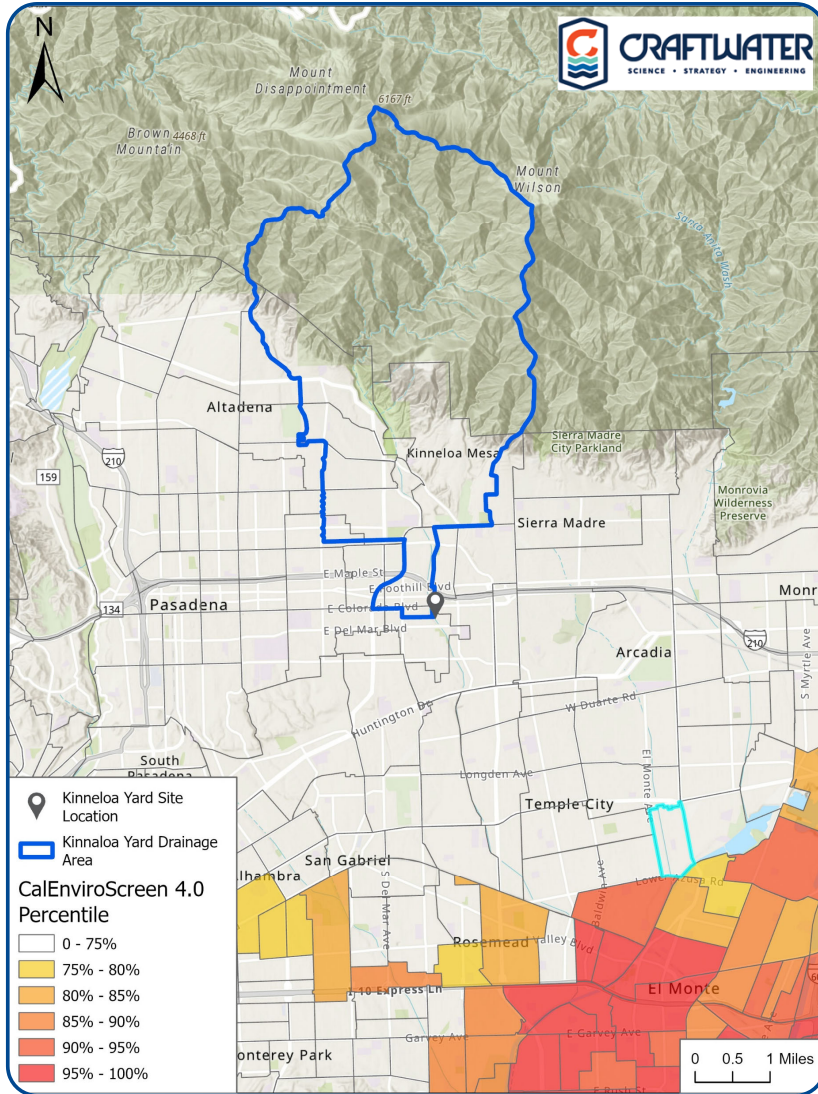 N
CRAFTWATER
SCIENCE • STRATEGY • ENGINEERING
Mount
Disappointment
6167 ft
Brown
Mountain
4468 ft
Mount
Wilson
Santa Anita Wash
Altadena
Kinneloa Mesa
Sierra Madre
City Parkland
210
159
Monrovia
Wilderness
Preserve
Sierra Madre
E Maple St
E Foothill Blvd
134
Pasadena
E Colorado Blvd
E Del Mar Blvd
Monr
210
S Myrtle Ave
Arcadia
W Duarte Rd
Huntington Dr
South
Pasadena
Longden Ave
El Monte Ave
Temple City
San Gabriel
Alhambra
S Del Mar Ave
Baldwin Ave
Lower Azusa Rd
Rosemead
Valley Blvd
I 10 Express Ln
El Monte
60
Garvey Ave
E Garvey Ave
onterey Park
E Rush St
Kinneloa Yard Site
Location
Kinnaloa Yard Drainage
Area
CalEnviroScreen 4.0
Percentile
0 - 75%
75% - 80%
80% - 85%
85% - 90%
90% - 95%
95% - 100%
0 0.5 1 Miles